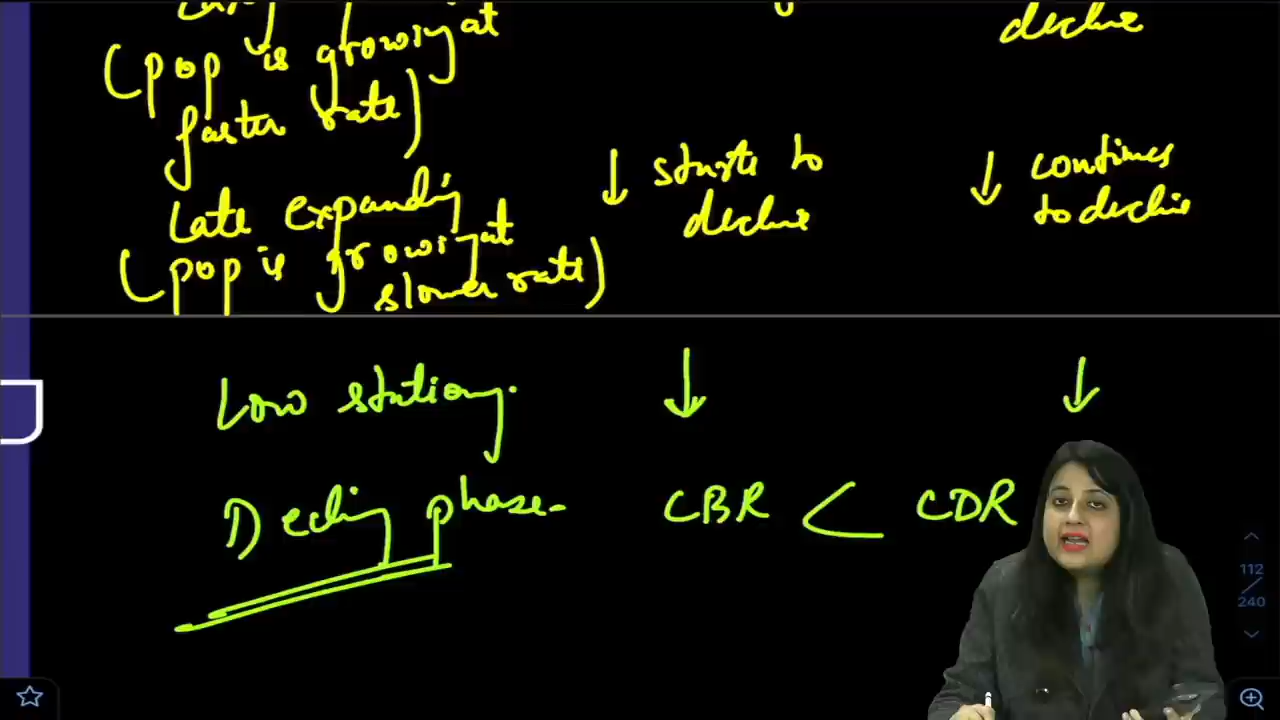 decline
(pop is growing at
faster rate)
Late expanding ↓ starts to decline ↓ continues to decline
(pop is growing at
slower rate)
Low stationary. ↓ ↓
Declining phase- CBR < CDR
112
240